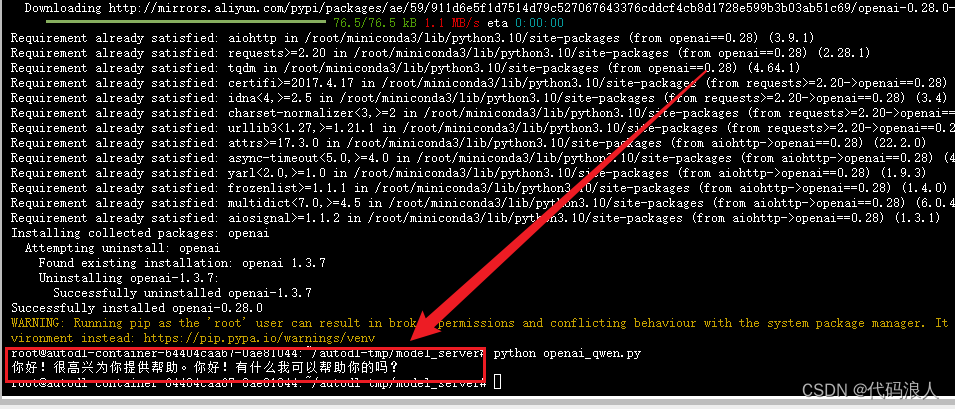 Downloading http://mirrors.aliyun.com/pypi/packages/ae/59/911d6e5f1d7514d79c527067643376cddcf4cb8d1728e599b3b03ab51c69/openai-0.28.0-
76.5/76.5 kB 1.1 MB/s eta 0:00:00
Requirement already satisfied: aiohttp in /root/miniconda3/lib/python3.10/site-packages (from openai==0.28) (3.9.1)
Requirement already satisfied: requests>=2.20 in /root/miniconda3/lib/python3.10/site-packages (from openai==0.28) (2.28.1)
Requirement already satisfied: tqdm in /root/miniconda3/lib/python3.10/site-packages (from openai==0.28) (4.64.1)
Requirement already satisfied: certifi>=2017.4.17 in /root/miniconda3/lib/python3.10/site-packages (from requests>=2.20->openai==0.28)
Requirement already satisfied: idna<4,>=2.5 in /root/miniconda3/lib/python3.10/site-packages (from requests>=2.20->openai==0.28) (3.4)
Requirement already satisfied: charset-normalizer<3,>=2 in /root/miniconda3/lib/python3.10/site-packages (from requests>=2.20->openai==
Requirement already satisfied: urllib3<1.27,>=1.21.1 in /root/miniconda3/lib/python3.10/site-packages (from requests>=2.20->openai==0.2
Requirement already satisfied: attrs>=17.3.0 in /root/miniconda3/lib/python3.10/site-packages (from aiohttp->openai==0.28) (22.2.0)
Requirement already satisfied: async-timeout<5.0,>=4.0 in /root/miniconda3/lib/python3.10/site-packages (from aiohttp->openai==0.28) (4
Requirement already satisfied: yarl<2.0,>=1.0 in /root/miniconda3/lib/python3.10/site-packages (from aiohttp->openai==0.28) (1.9.3)
Requirement already satisfied: frozenlist>=1.1.1 in /root/miniconda3/lib/python3.10/site-packages (from aiohttp->openai==0.28) (1.4.0)
Requirement already satisfied: multidict<7.0,>=4.5 in /root/miniconda3/lib/python3.10/site-packages (from aiohttp->openai==0.28) (6.0.4
Requirement already satisfied: aiosignal>=1.1.2 in /root/miniconda3/lib/python3.10/site-packages (from aiohttp->openai==0.28) (1.3.1)
Installing collected packages: openai
Attempting uninstall: openai
Found existing installation: openai 1.3.7
Uninstalling openai-1.3.7:
Successfully uninstalled openai-1.3.7
Successfully installed openai-0.28.0
WARNING: Running pip as the 'root' user can result in broken permissions and conflicting behaviour with the system package manager. It
vironment instead: https://pip.pypa.io/warnings/venv
root@autodl-container-b4404caa67-0ae81044:~/autodl-tmp/model_server# python openai_qwen.py
你好！很高兴为你提供帮助。你好！有什么我可以帮助你的吗？
root@autodl-container-b4404caa67-0ae81044:~/autodl-tmp/model_server#
CSDN @代码浪人